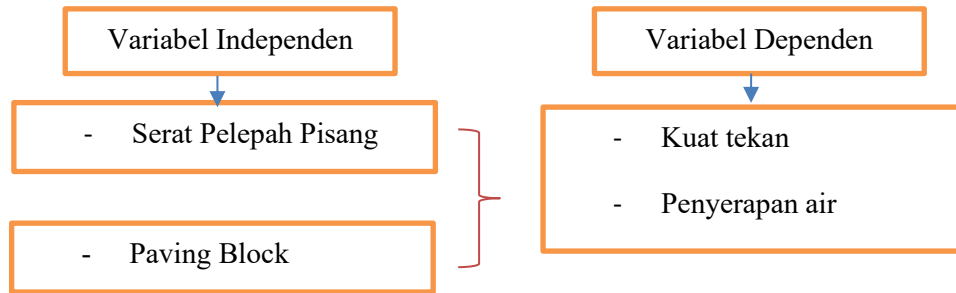 Variabel Independen
- Serat Pelepah Pisang
- Paving Block
Variabel Dependen
- Kuat tekan
- Penyerapan air